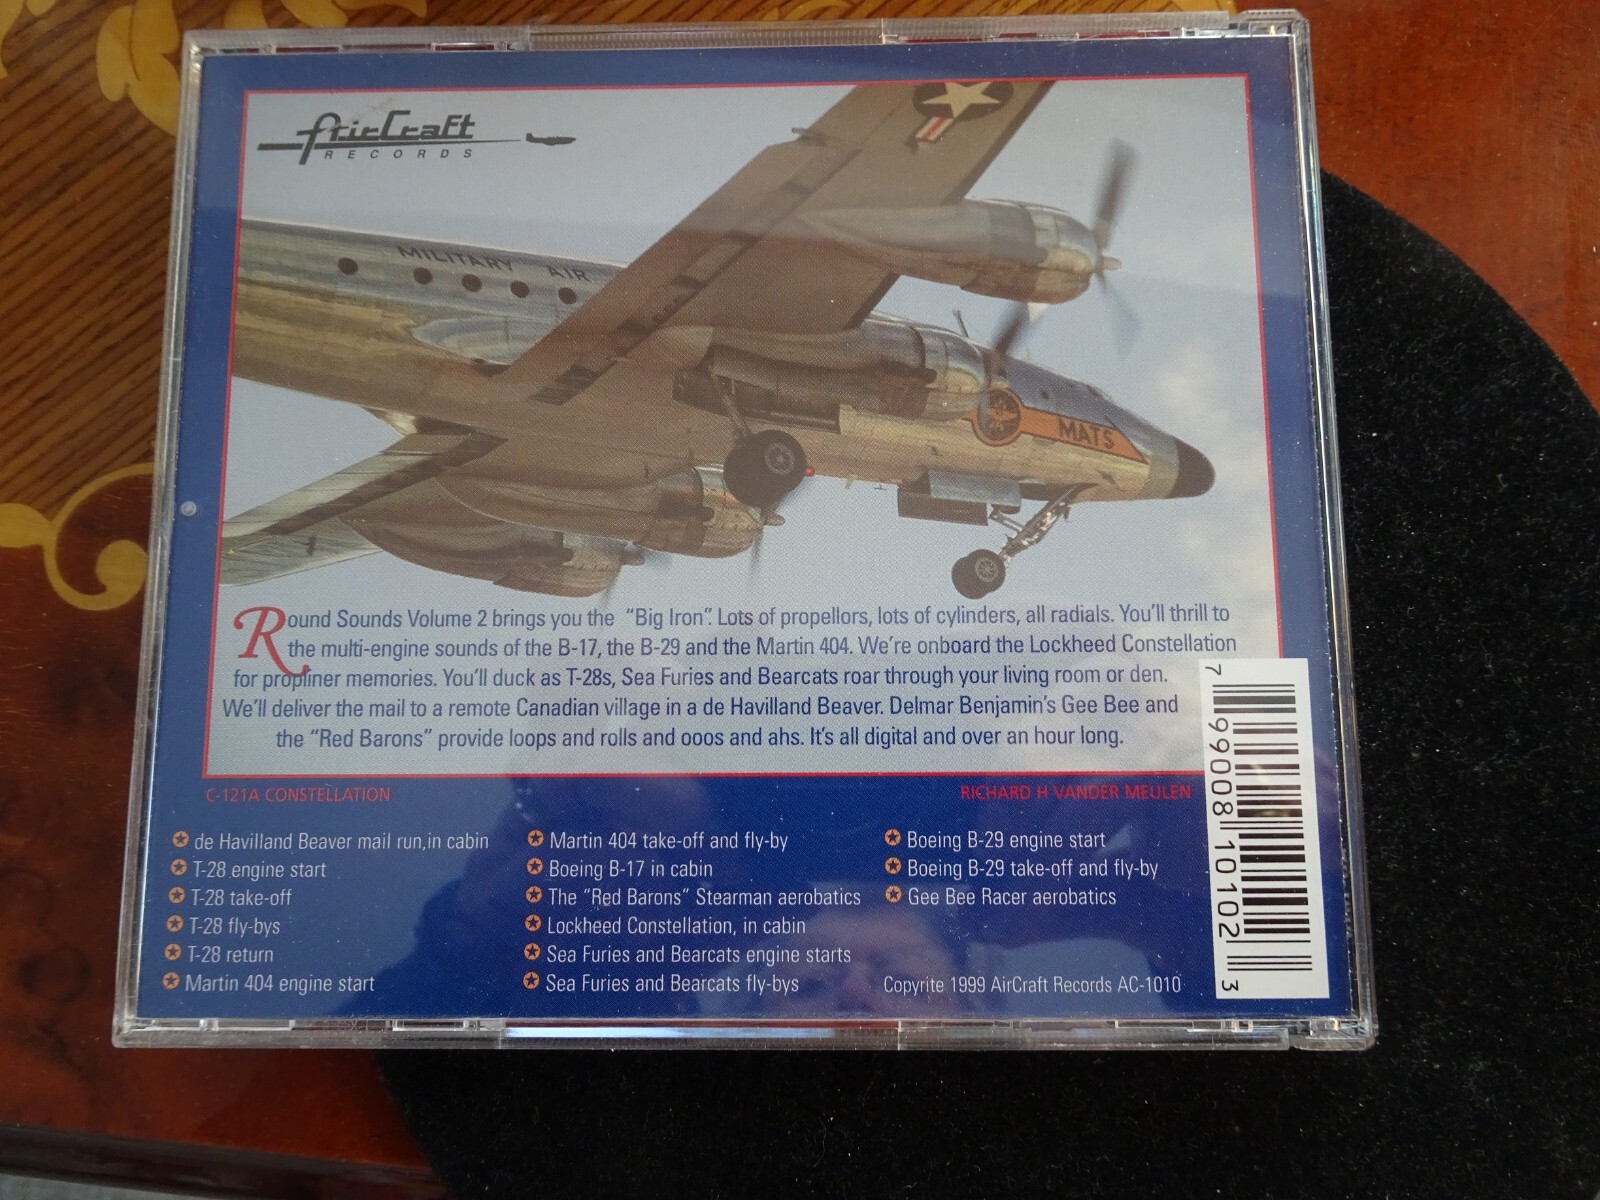 AirCraft
RECORDS
MILITARY AIR
MATS
Round Sounds Volume 2 brings you the "Big Iron". Lots of propellors, lots of cylinders, all radials. You'll thrill to
the multi-engine sounds of the B-17, the B-29 and the Martin 404. We're onboard the Lockheed Constellation
for propliner memories. You'll duck as T-28s, Sea Furies and Bearcats roar through your living room or den.
We'll deliver the mail to a remote Canadian village in a de Havilland Beaver. Delmar Benjamin's Gee Bee and
the "Red Barons" provide loops and rolls and ooos and ahs. It's all digital and over an hour long.
C-121A CONSTELLATION
RICHARD H VANDER MEULEN
de Havilland Beaver mail run,in cabin
T-28 engine start
T-28 take-off
T-28 fly-bys
T-28 return
Martin 404 engine start
Martin 404 take-off and fly-by
Boeing B-17 in cabin
The "Red Barons" Stearman aerobatics
Lockheed Constellation, in cabin
Sea Furies and Bearcats engine starts
Sea Furies and Bearcats fly-bys
Boeing B-29 engine start
Boeing B-29 take-off and fly-by
Gee Bee Racer aerobatics
Copyrite 1999 AirCraft Records AC-1010
7 99008 10102 3